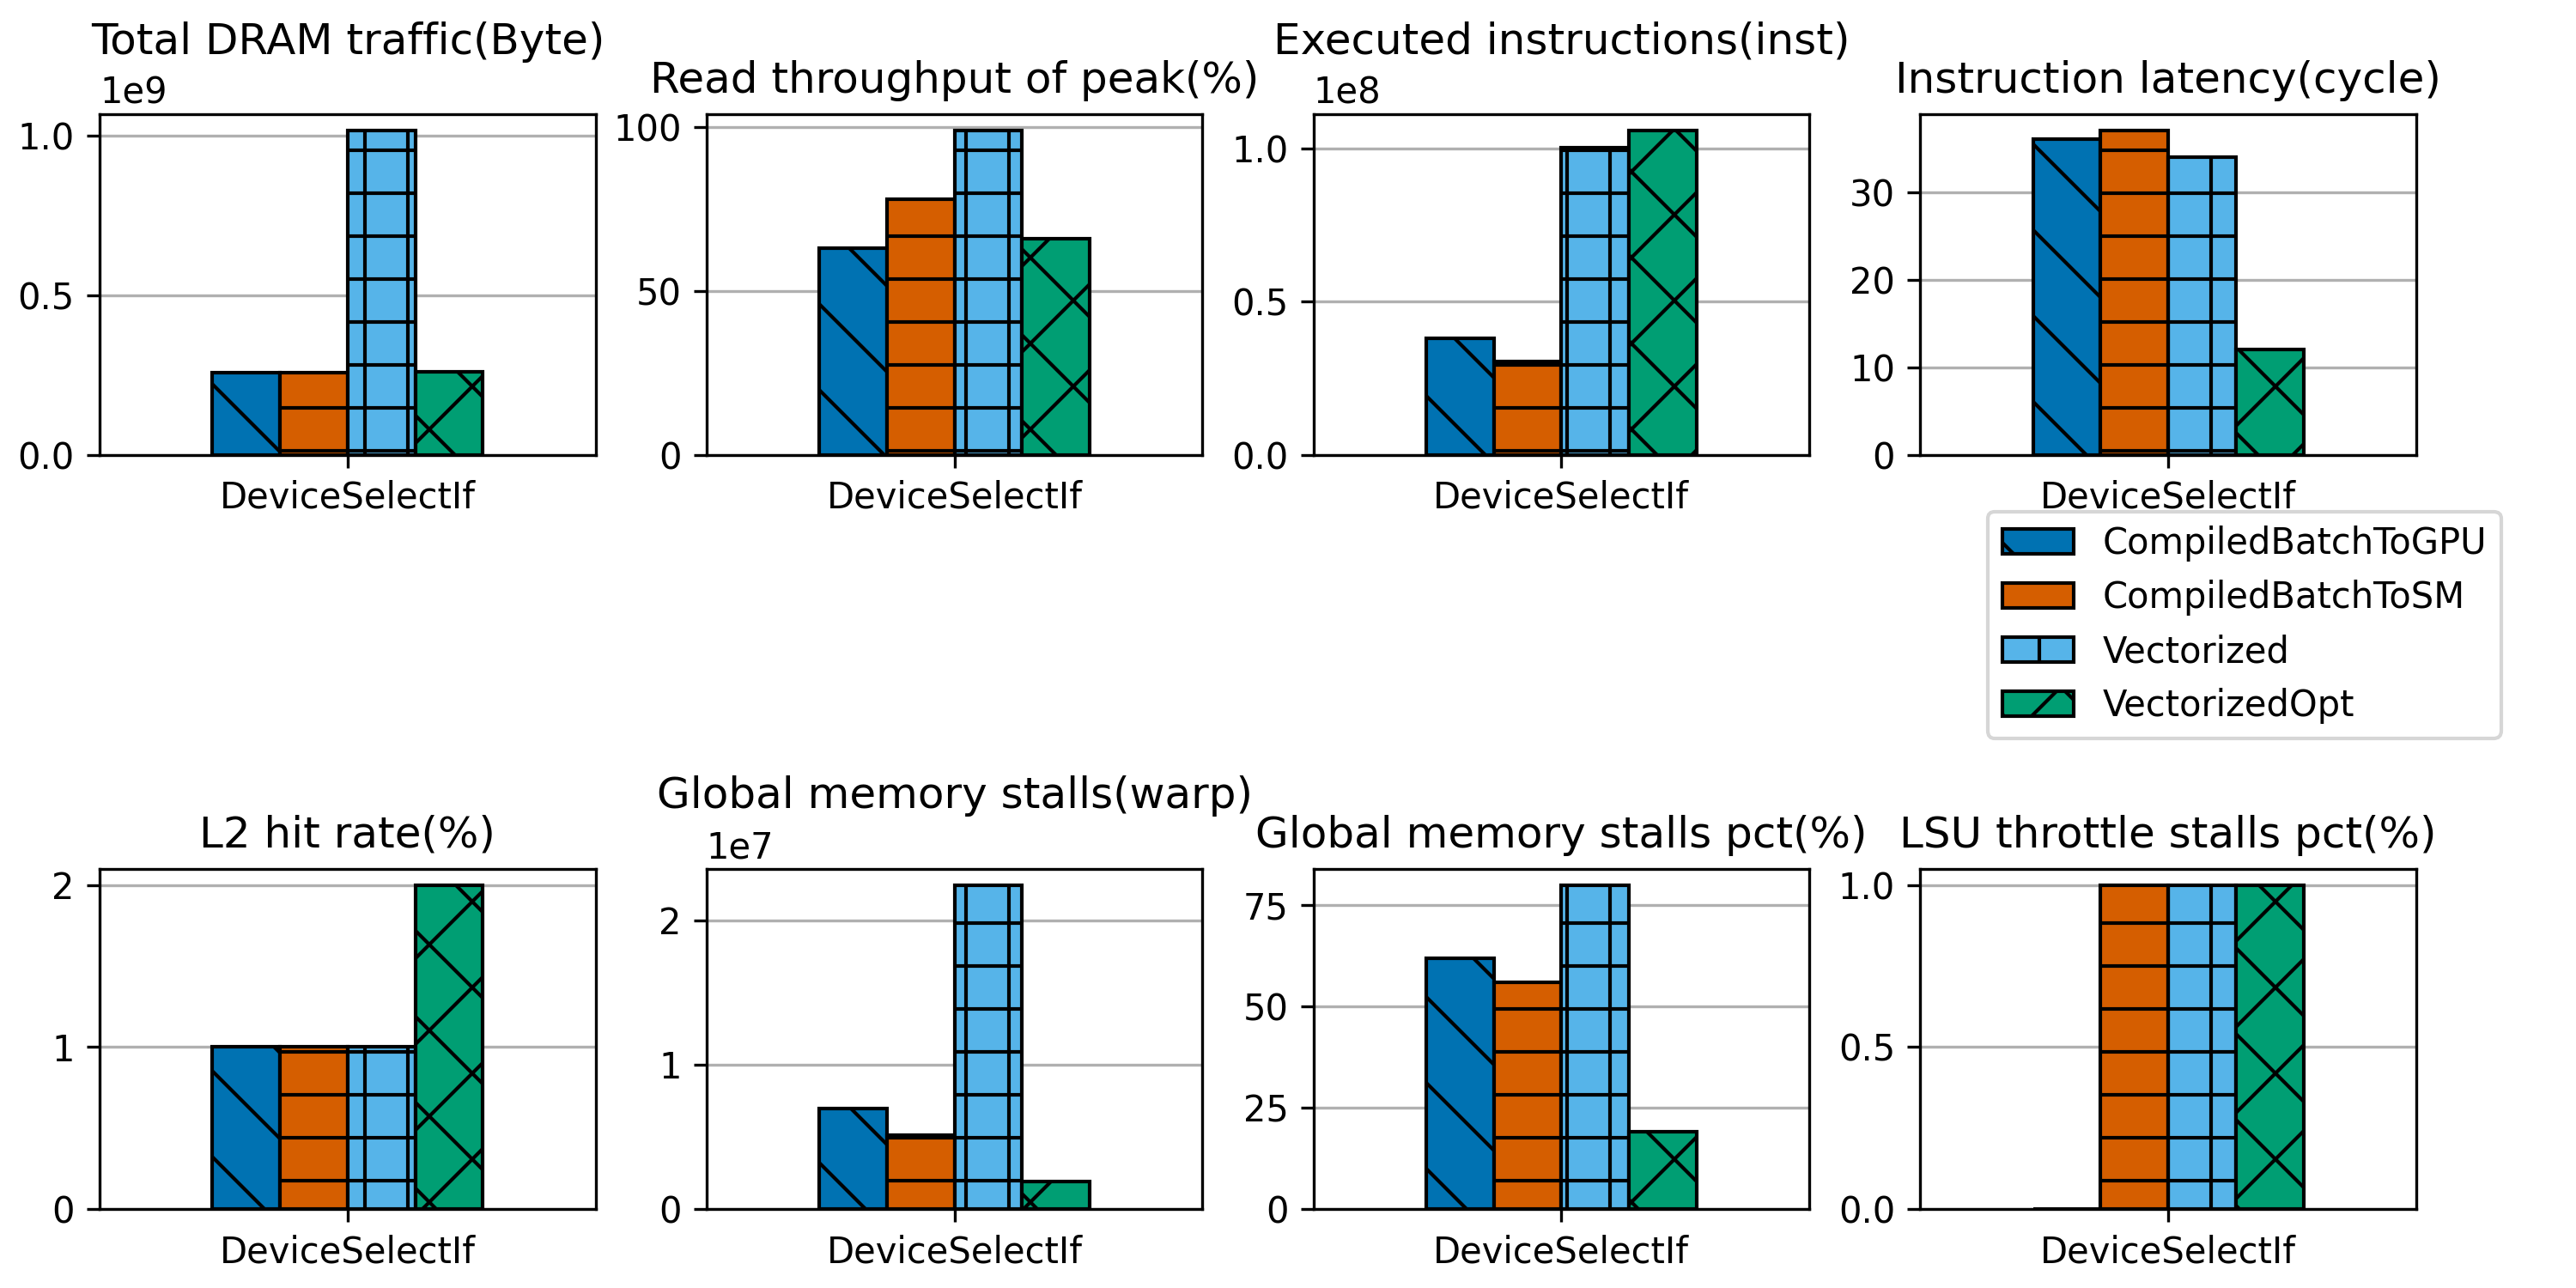 Total DRAM traffic(Byte)
1e9
1.0
0.5
0.0
DeviceSelectIf
Read throughput of peak(%)
100
50
0
DeviceSelectIf
Executed instructions(inst)
1e8
1.0
0.5
0.0
DeviceSelectIf
Instruction latency(cycle)
30
20
10
0
DeviceSelectIf
CompiledBatchToGPU
CompiledBatchToSM
Vectorized
VectorizedOpt
L2 hit rate(%)
2
1
0
DeviceSelectIf
Global memory stalls(warp)
1e7
2
1
0
DeviceSelectIf
Global memory stalls pct(%)
75
50
25
0
DeviceSelectIf
LSU throttle stalls pct(%)
1.0
0.5
0.0
DeviceSelectIf